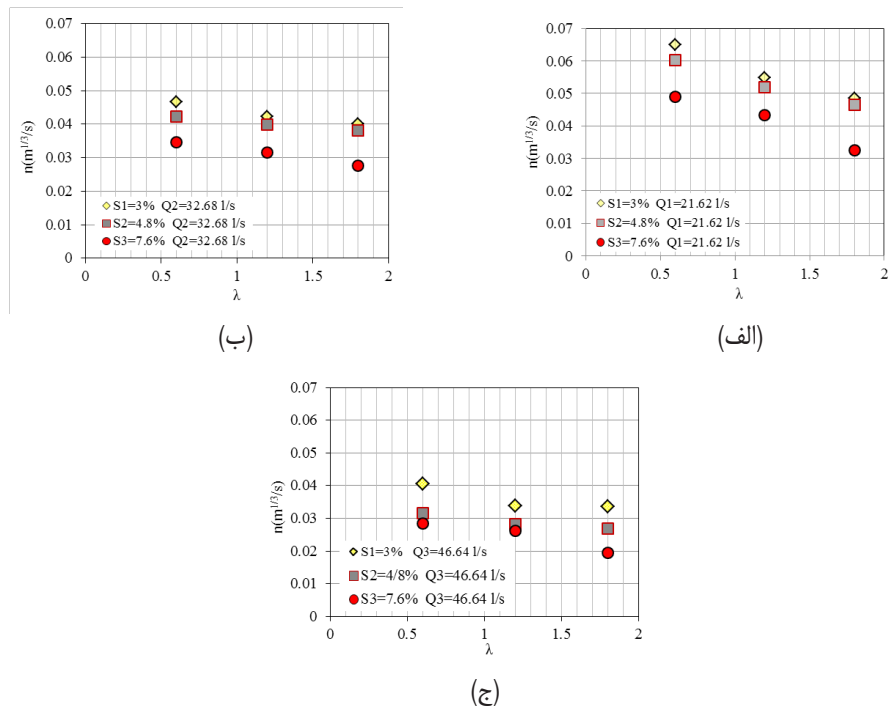 0.07
0.06
0.05
0.04
0.03
0.02
0.01
0
n(m1/3/s)
S1=3% Q2=32.68 l/s
S2=4.8% Q2=32.68 l/s
S3=7.6% Q2=32.68 l/s
0 0.5 1 1.5 2
λ
(ب)
0.07
0.06
0.05
0.04
0.03
0.02
0.01
0
n(m1/3/s)
S1=3% Q1=21.62 l/s
S2=4.8% Q1=21.62 l/s
S3=7.6% Q1=21.62 l/s
0 0.5 1 1.5 2
λ
(الف)
0.07
0.06
0.05
0.04
0.03
0.02
0.01
0
n(m1/3/s)
S1=3% Q3=46.64 l/s
S2=4/8% Q3=46.64 l/s
S3=7.6% Q3=46.64 l/s
0 0.5 1 1.5 2
λ
(ج)